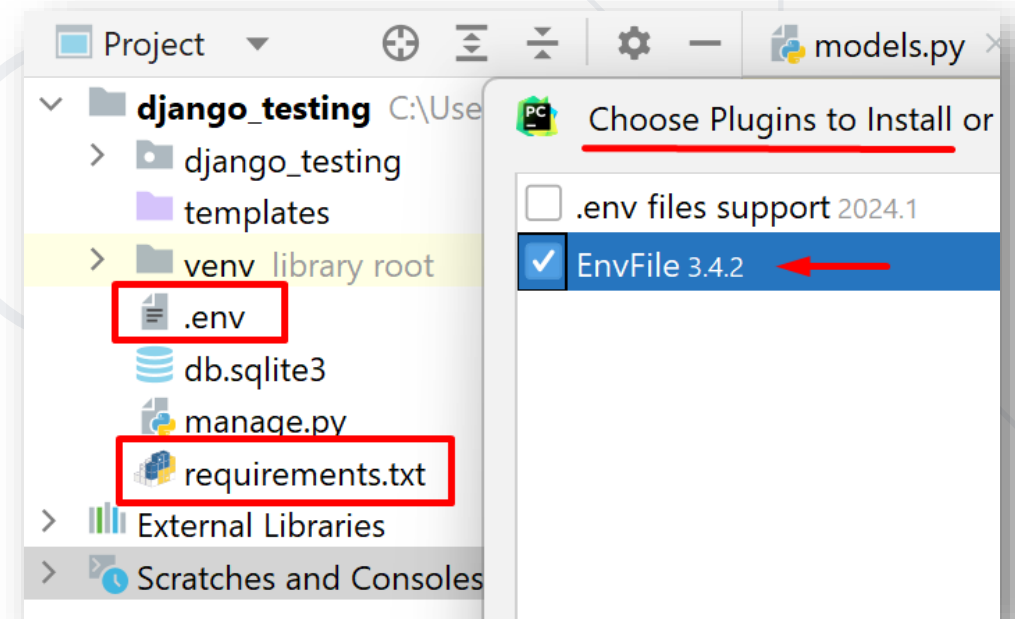 Project
models.py
django_testing C:\Use
django_testing
templates
venv library root
.env
db.sqlite3
manage.py
requirements.txt
External Libraries
Scratches and Consoles
PC
Choose Plugins to Install or
.env files support 2024.1
EnvFile 3.4.2